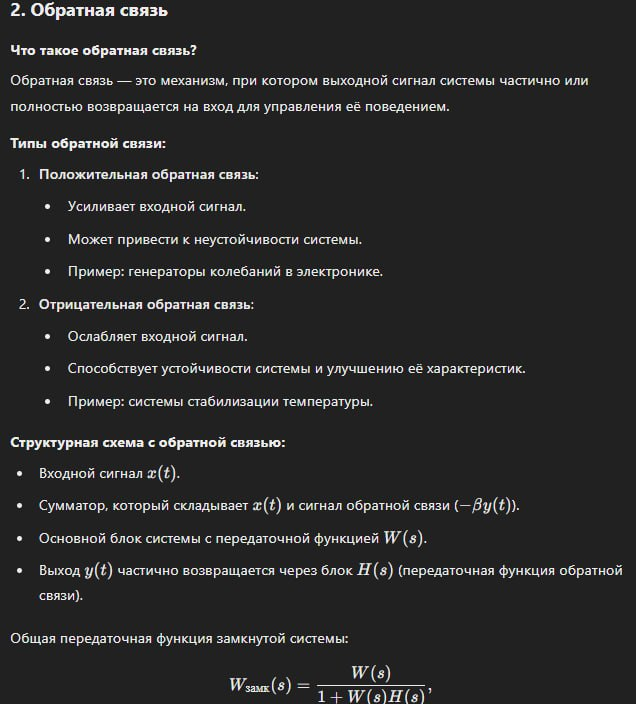 2. Обратная связь
Что такое обратная связь?
Обратная связь — это механизм, при котором выходной сигнал системы частично или
полностью возвращается на вход для управления её поведением.
Типы обратной связи:
1. Положительная обратная связь:
• Усиливает входной сигнал.
• Может привести к неустойчивости системы.
• Пример: генераторы колебаний в электронике.
2. Отрицательная обратная связь:
• Ослабляет входной сигнал.
• Способствует устойчивости системы и улучшению её характеристик.
• Пример: системы стабилизации температуры.
Структурная схема с обратной связью:
• Входной сигнал x(t).
• Сумматор, который складывает x(t) и сигнал обратной связи (−βy(t)).
• Основной блок системы с передаточной функцией W(s).
• Выход y(t) частично возвращается через блок H(s) (передаточная функция обратной
связи).
Общая передаточная функция замкнутой системы:
Wзамк(s) = W(s) / 1 + W(s)H(s),